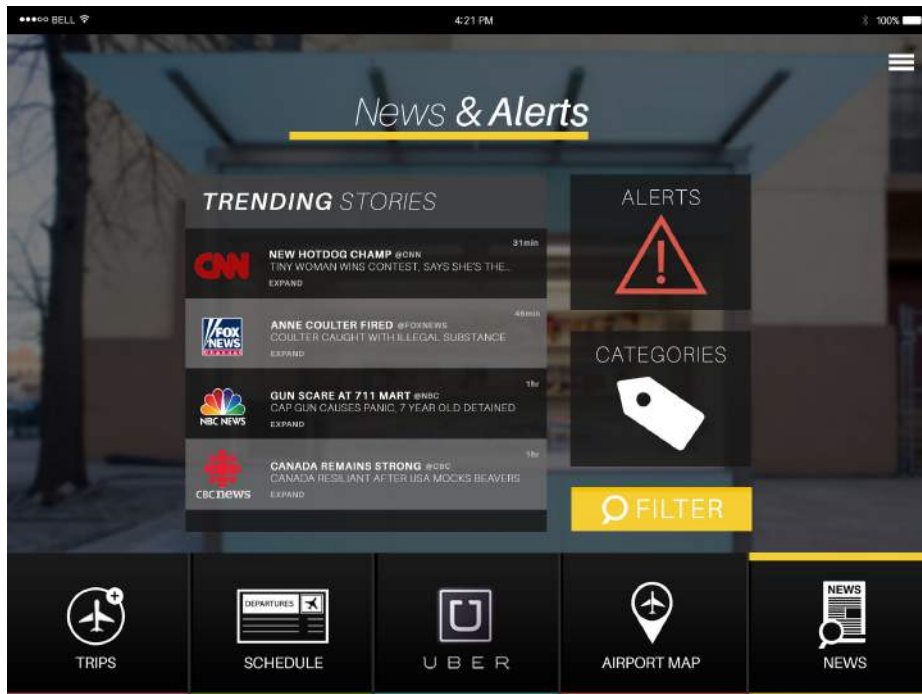 BELL
4:21 PM
100%
News & Alerts
TRENDING STORIES
31min
CNN
NEW HOTDOG CHAMP @CNN
TINY WOMAN WINS CONTEST, SAYS SHE'S THE...
EXPAND
46min
FOX
NEWS
channel
ANNE COULTER FIRED @FOXNEWS
COULTER CAUGHT WITH ILLEGAL SUBSTANCE
EXPAND
1hr
NBC NEWS
GUN SCARE AT 711 MART @NBC
CAP GUN CAUSES PANIC, 7 YEAR OLD DETAINED
EXPAND
1hr
CBCnews
CANADA REMAINS STRONG @CBC
CANADA RESILIANT AFTER USA MOCKS BEAVERS
EXPAND
ALERTS
!
CATEGORIES
FILTER
TRIPS
DEPARTURES
SCHEDULE
U
UBER
AIRPORT MAP
NEWS
NEWS